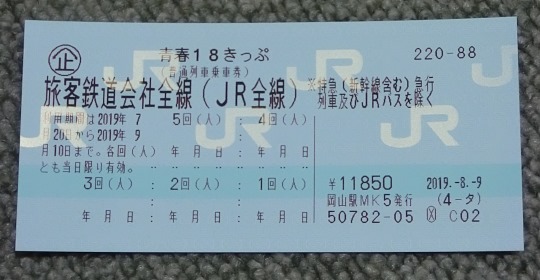 企 青春18きっぷ 220-88
(普通列車乗車券)
旅客鉄道会社全線(JR全線) ※特急(新幹線含む)急行
列車及びJRバスを除く
利用期間は2019年 7 5回(人) : 4回(人)
月20日から2019年 9
月10日まで。各回(人) 年 月 日: 年 月 日
とも当日限り有効。
3回(人) : 2回(人) : 1回(人) ¥11850 2019.-8.-9
岡山駅MK5発行 (4-タ)
年 月 日: 年 月 日: 年 月 日 50782-05 C02
JR
JR
JR
JR
JR